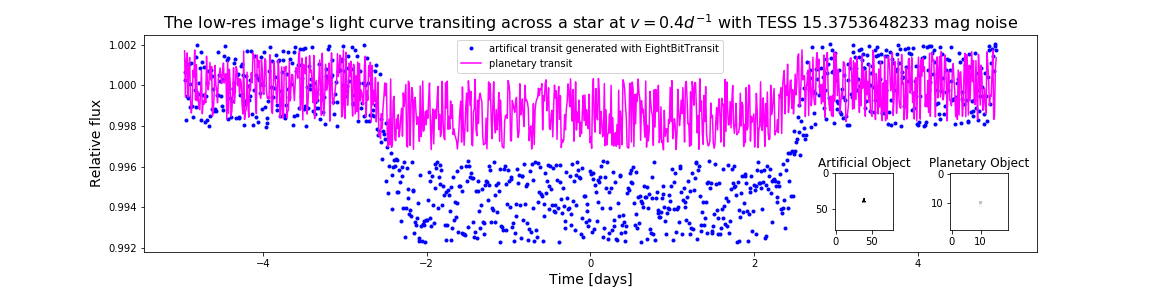 The low-res image's light curve transiting across a star at v = 0.4d⁻¹ with TESS 15.3753648233 mag noise
artifical transit generated with EightBitTransit
planetary transit
Relative flux
1.002
1.000
0.998
0.996
0.994
0.992
Artificial Object
0
50
0
50
Planetary Object
0
10
0
10
−4
−2
0
2
4
Time [days]